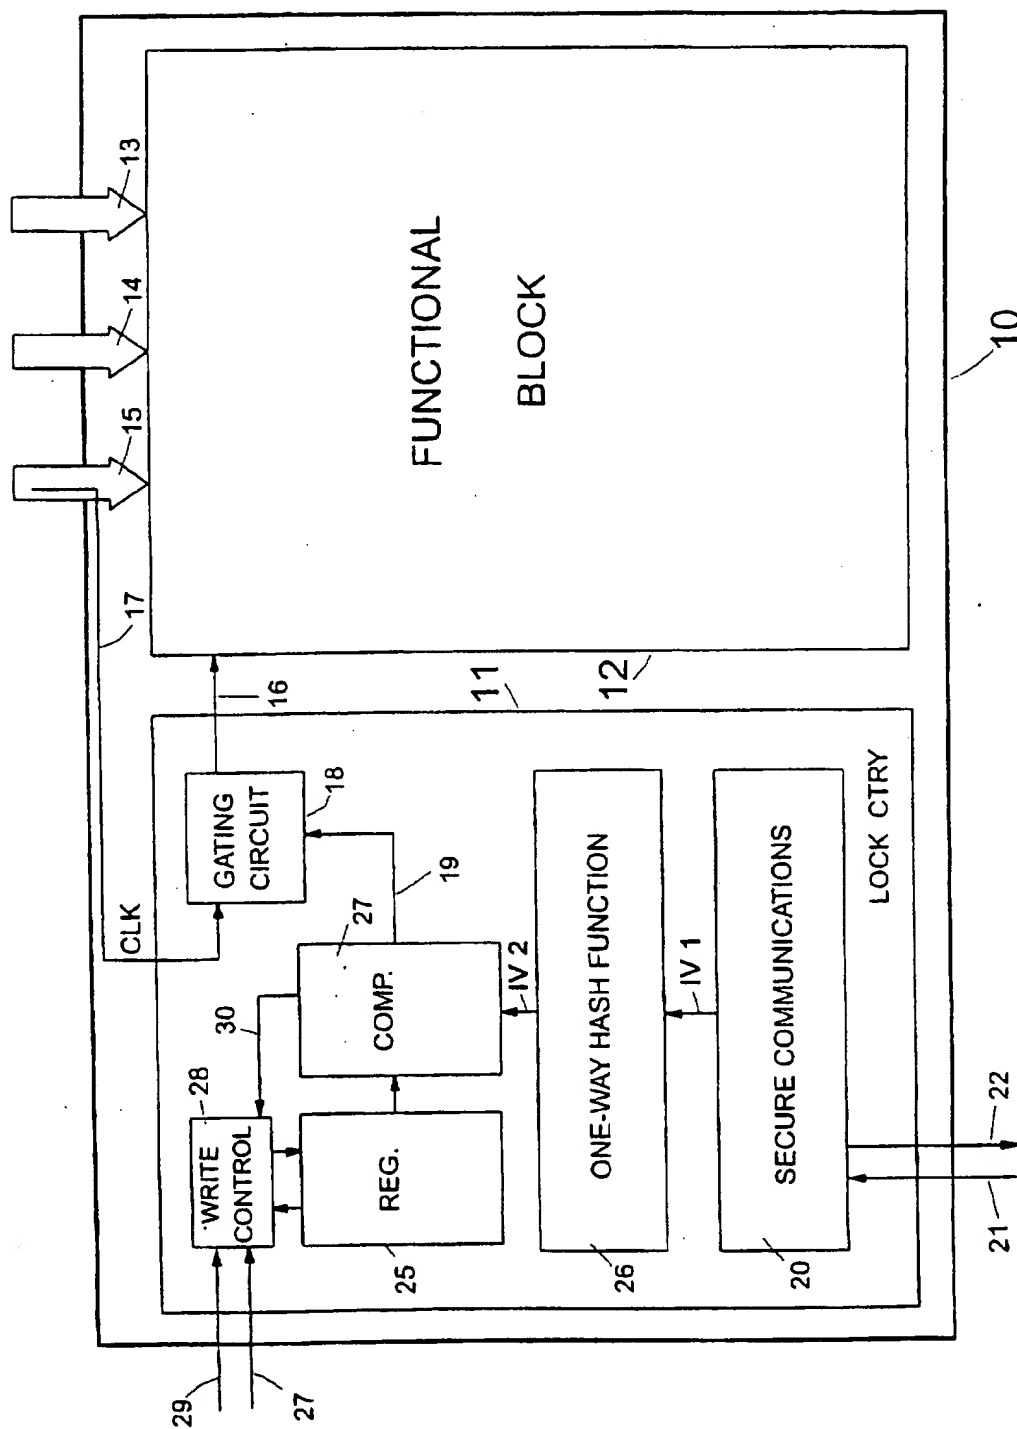 17
15
14
13
CLK
29
27
WRITE
CONTROL
28
30
GATING
CIRCUIT
18
16
REG.
25
COMP.
27
19
FUNCTIONAL
BLOCK
IV 2
11
ONE-WAY HASH FUNCTION
26
12
IV 1
SECURE COMMUNICATIONS
20
LOCK CTRY
21
22
10